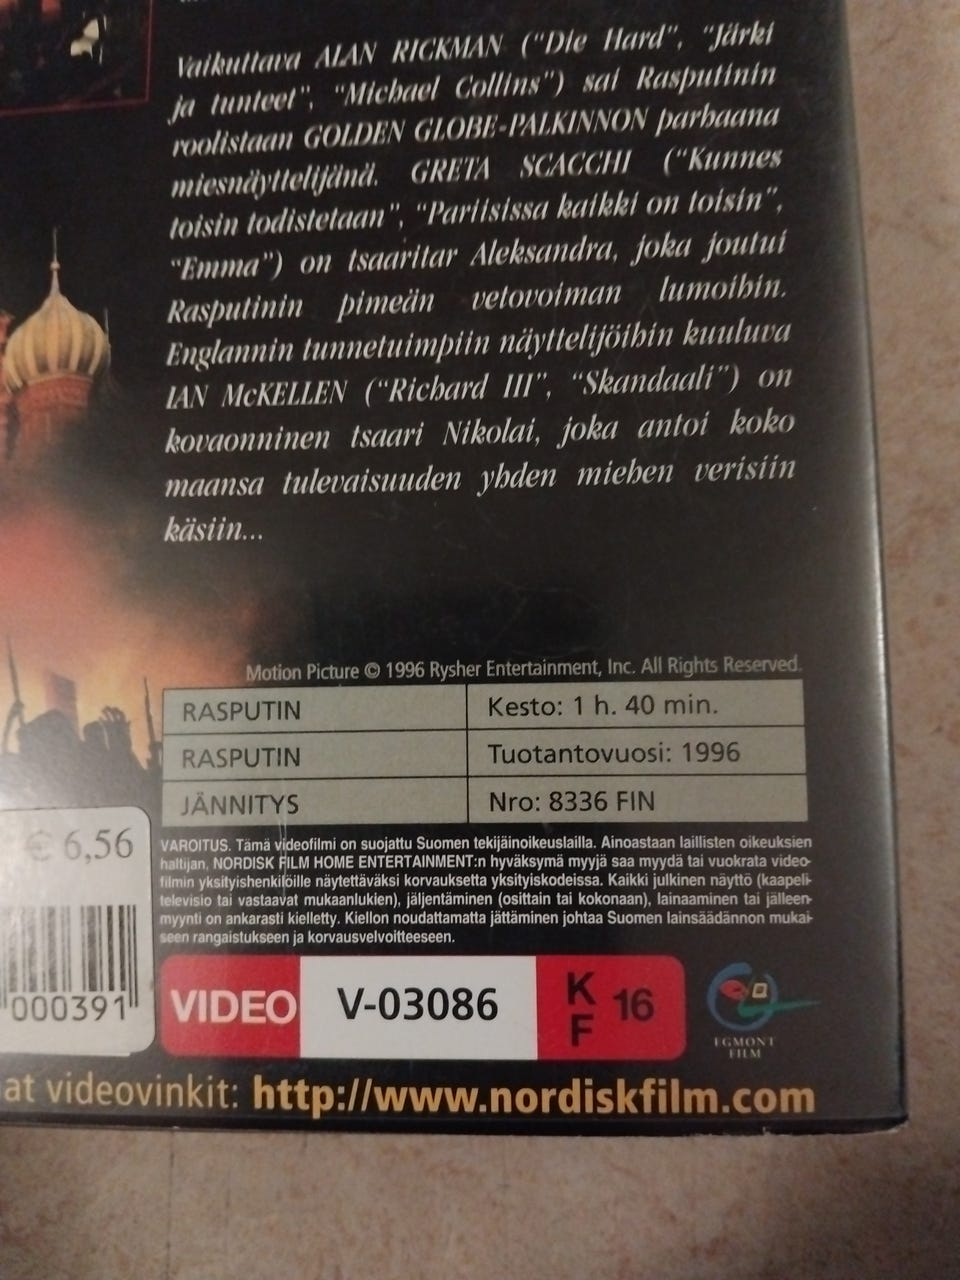 Vaikuttava ALAN RICKMAN ("Die Hard", "Järki
ja tunteet", "Michael Collins") sai Rasputinin
roolistaan GOLDEN GLOBE-PALKINNON parhaana
miesnäyttelijänä. GRETA SCACCHI ("Kunnes
toisin todistetaan", "Pariisissa kaikki on toisin",
"Emma") on tsaaritar Aleksandra, joka joutui
Rasputinin pimeän vetovoiman lumoihin.
Englannin tunnetuimpiin näyttelijöihin kuuluva
IAN McKELLEN ("Richard III", "Skandaali") on
kovaonninen tsaari Nikolai, joka antoi koko
maansa tulevaisuuden yhden miehen verisiin
käsiin...
Motion Picture © 1996 Rysher Entertainment, Inc. All Rights Reserved.
RASPUTIN Kesto: 1 h. 40 min.
RASPUTIN Tuotantovuosi: 1996
JÄNNITYS Nro: 8336 FIN
€ 6,56
000391
VAROITUS. Tämä videofilmi on suojattu Suomen tekijäinoikeuslailla. Ainoastaan laillisten oikeuksien
haltijan, NORDISK FILM HOME ENTERTAINMENT:n hyväksymä myyjä saa myydä tai vuokrata video-
filmin yksityishenkilöille näytettäväksi korvauksetta yksityiskodeissa. Kaikki julkinen näyttö (kaapeli-
televisio tai vastaavat mukaanlukien), jäljentäminen (osittain tai kokonaan), lainaaminen tai jälleen-
myynti on ankarasti kielletty. Kiellon noudattamatta jättäminen johtaa Suomen lainsäädännön mukai-
seen rangaistukseen ja korvausvelvoitteeseen.
VIDEO V-03086 K F 16
EGMONT
FILM
at videovinkit: http://www.nordiskfilm.com